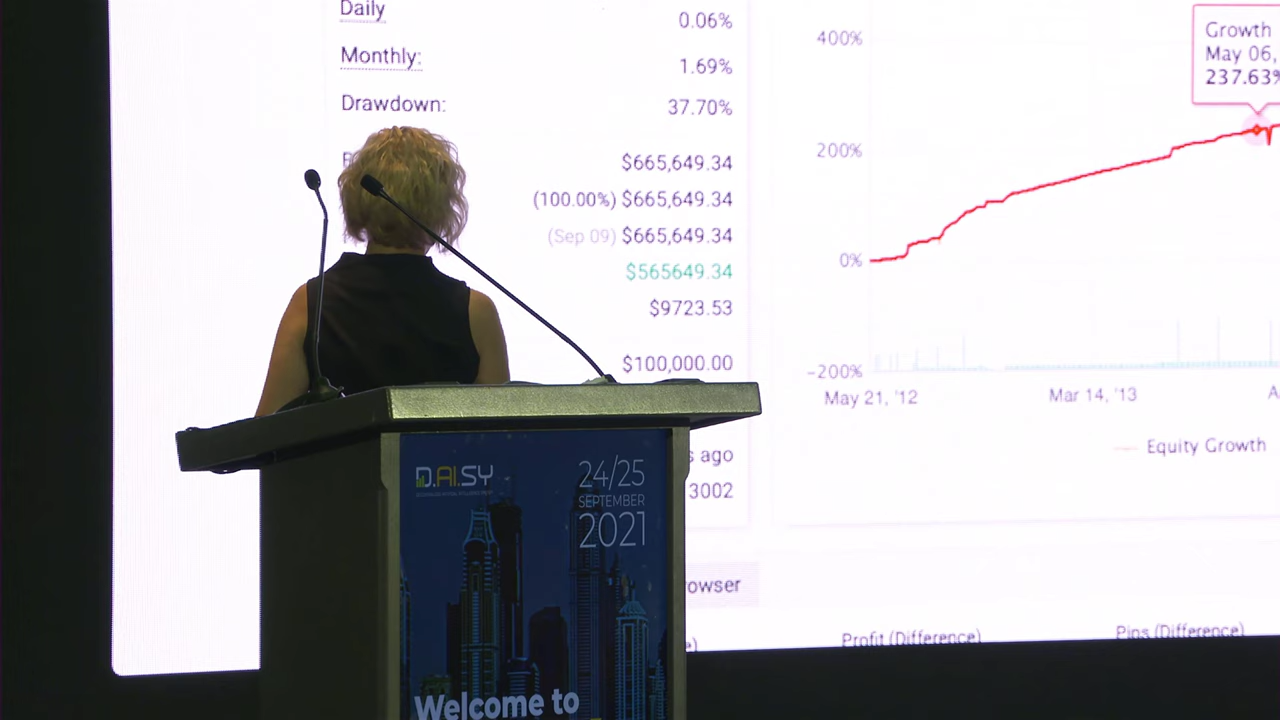 Daily 0.06%
Monthly: 1.69%
Drawdown: 37.70%
$665,649.34
(100.00%) $665,649.34
(Sep 09) $665,649.34
$565649.34
$9723.53
$100,000.00
s ago
3002
owser
400%
200%
0%
-200%
May 21, '12
Mar 14, '13
Growth
May 06,
237.63%
Equity Growth
Profit (Difference)
Pips (Difference)
D.AI.SY
24/25
SEPTEMBER
2021
Welcome to